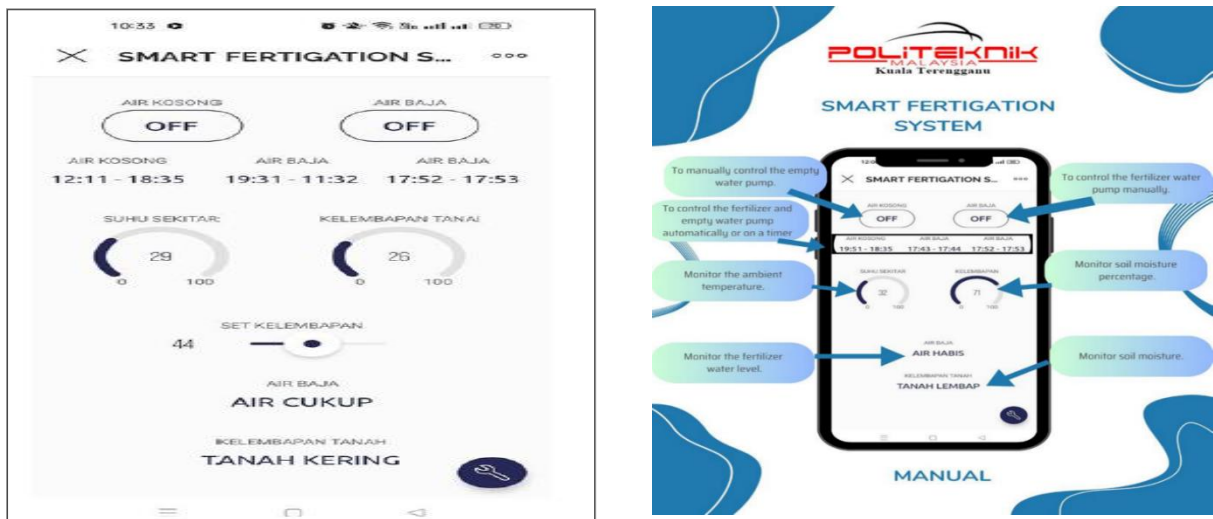 10:33
SMART FERTIGATION S...
AIR KOSONG AIR BAJA
OFF OFF
AIR KOSONG AIR BAJA AIR BAJA
12:11 - 18:35 19:31 - 11:32 17:52 - 17:53
SUHU SEKITAR KELEMBAPAN TANAI
29 26
0 100 0 100
SET KELEMBAPAN
44
AIR BAJA
AIR CUKUP
KELEMBAPAN TANAH
TANAH KERING
POLITEKNIK
MALAYSIA
Kuala Terengganu
SMART FERTIGATION
SYSTEM
To manually control the empty
water pump.
To control the fertilizer water
pump manually.
To control the fertilizer and
empty water pump
automatically or on a timer
Monitor the ambient
temperature.
Monitor soil moisture
percentage.
Monitor the fertilizer
water level.
Monitor soil moisture.
SMART FERTIGATION S...
AIR KOSONG AIR BAJA
OFF OFF
AIR KOSONG AIR BAJA AIR BAJA
19:51 - 18:35 17:43 - 17:44 17:52 - 17:53
SUHU SEKITAR KELEMBAPAN
32 71
0 100 0 100
AIR BAJA
AIR HABIS
KELEMBAPAN TANAH
TANAH LEMBAP
MANUAL